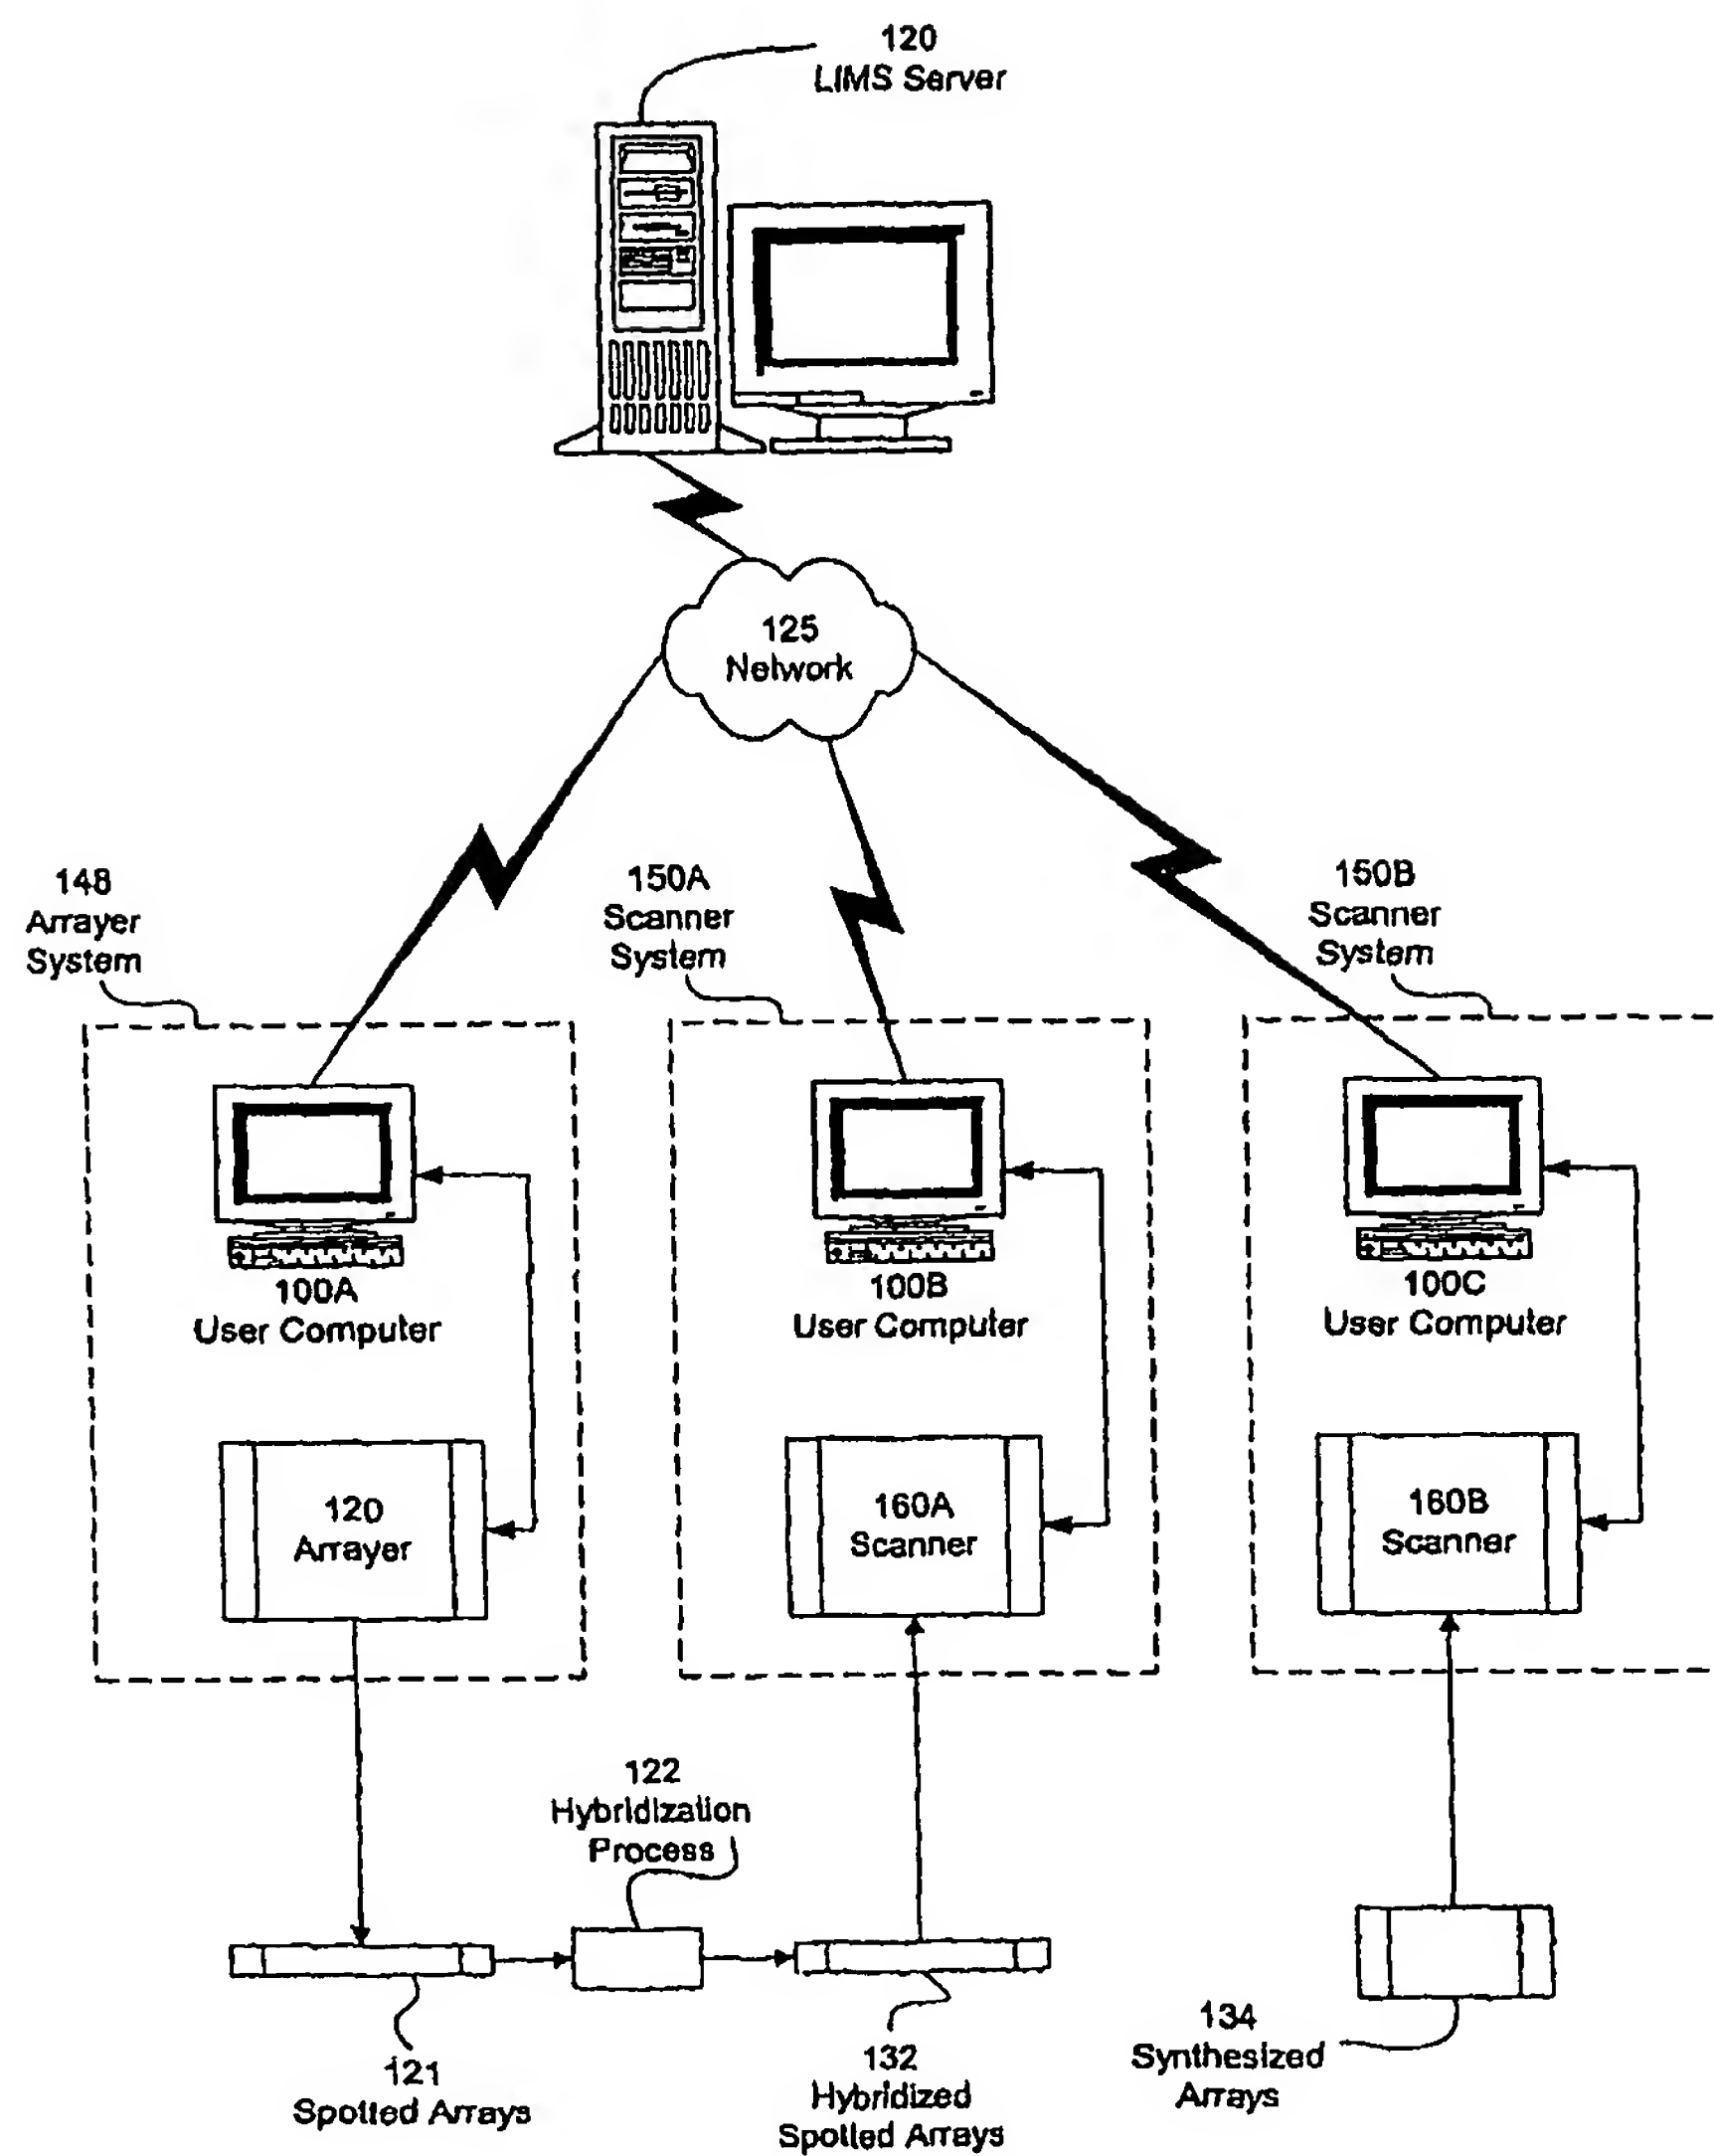 120
LIMS Server
125
Network
148
Arrayer
System
150A
Scanner
System
150B
Scanner
System
100A
User Computer
100B
User Computer
100C
User Computer
120
Arrayer
160A
Scanner
160B
Scanner
122
Hybridization
Process
121
Spotted Arrays
132
Hybridized
Spotted Arrays
134
Synthesized
Arrays